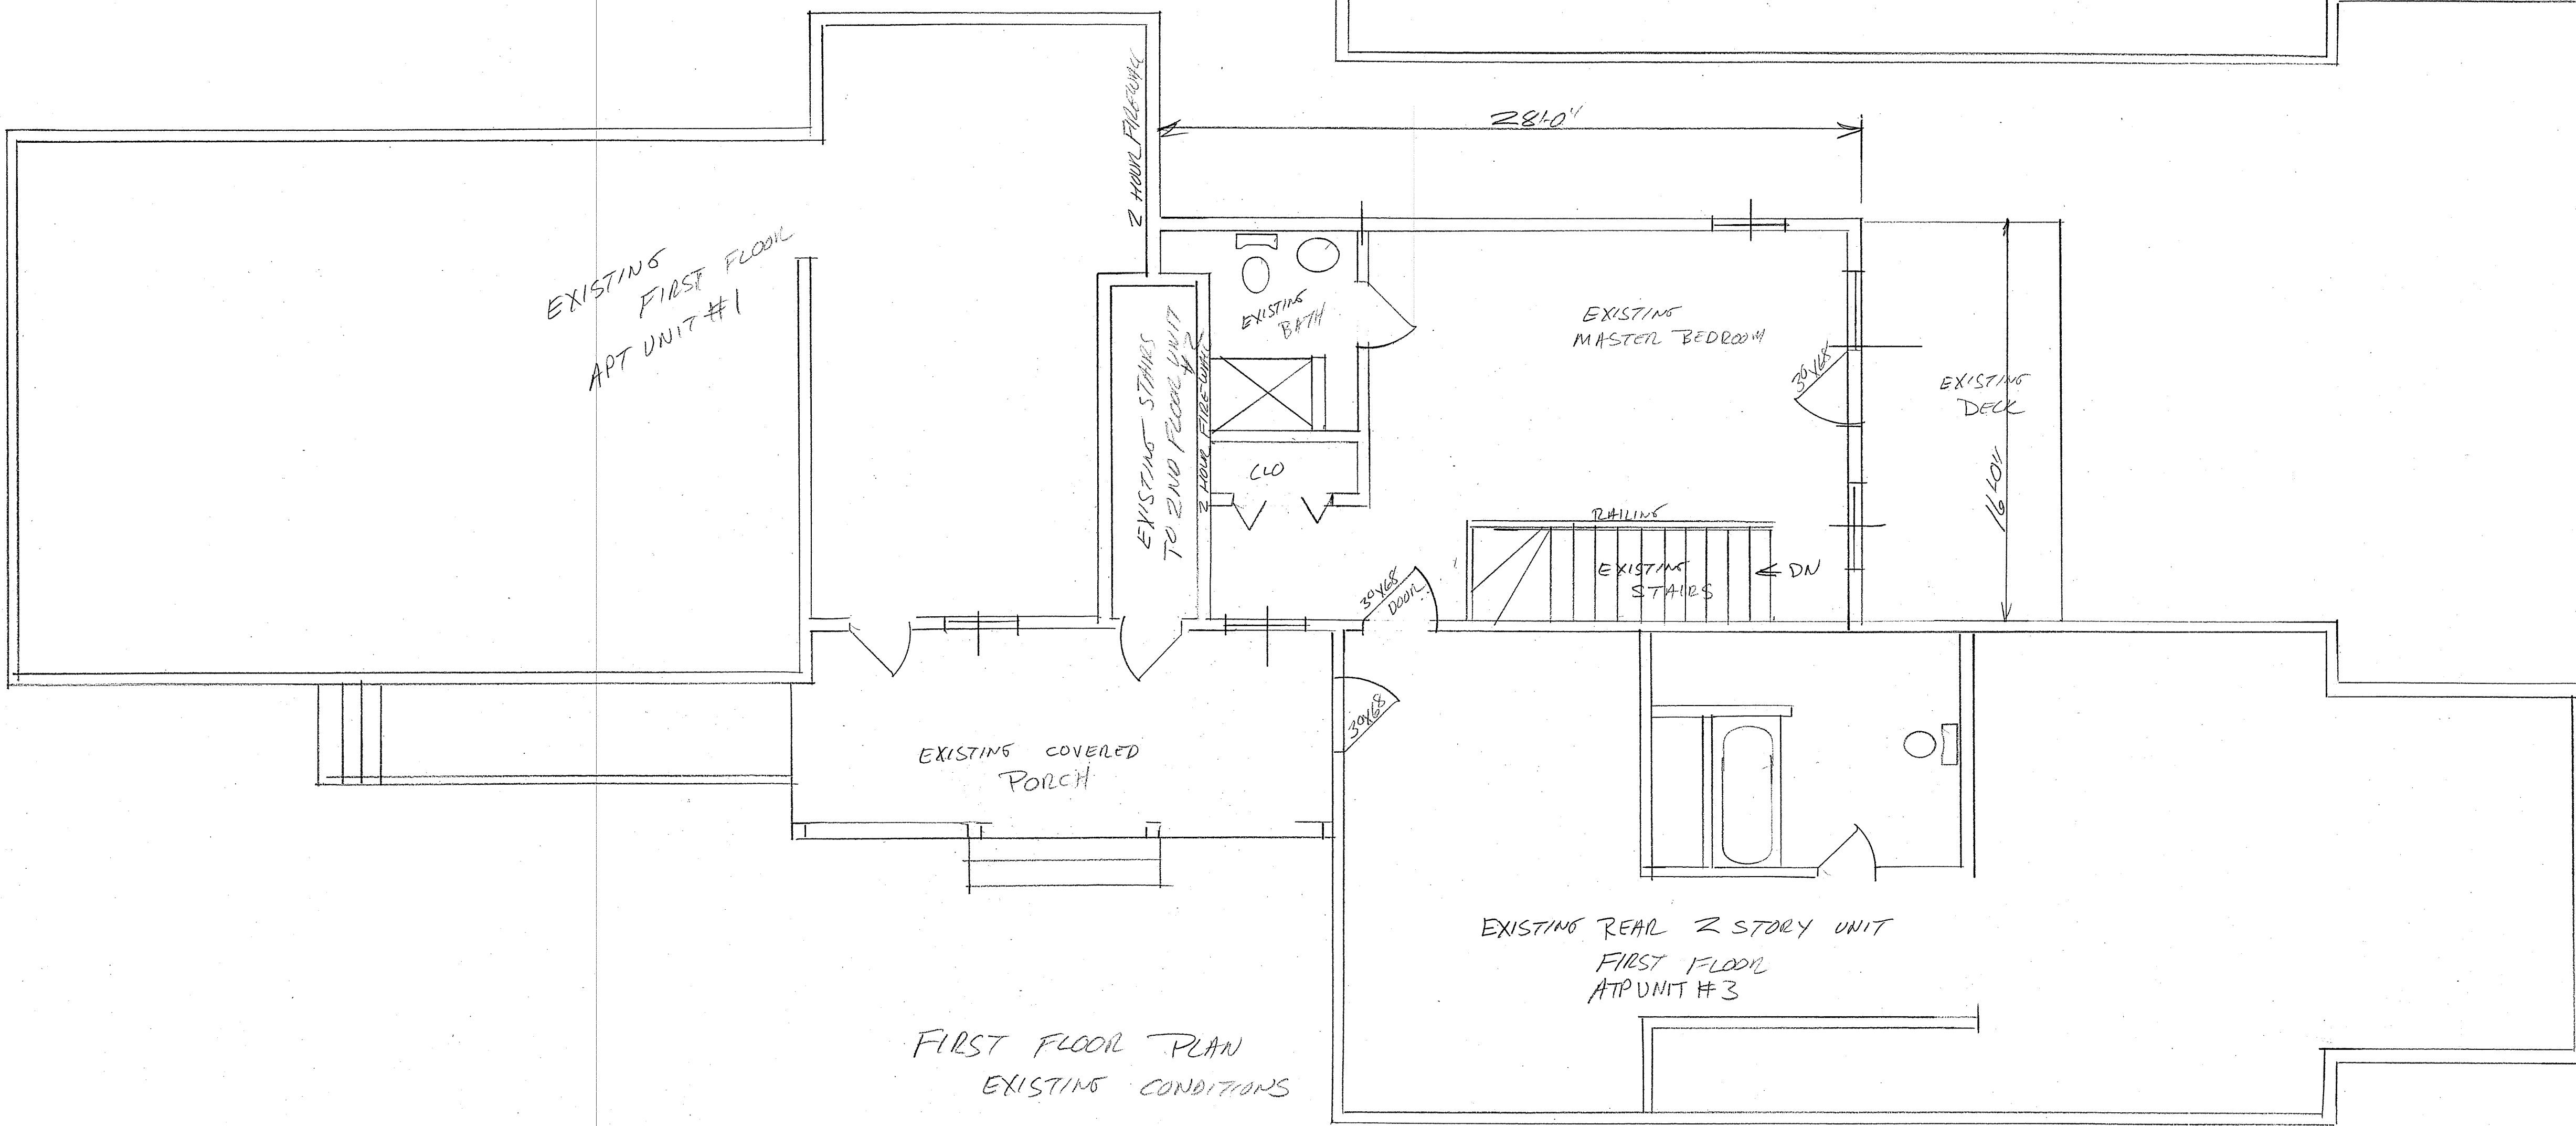 2 HOUR FIREWALL
28'-0"
EXISTING
FIRST FLOOR
APT UNIT #1
EXISTING STAIRS
TO 2ND FLOOR UNIT
#2
2 HOUR FIRE WALL
EXISTING
BATH
CLO
EXISTING
MASTER BEDROOM
30X68
EXISTING
DECK
16'-0"
RAILING
EXISTING
STAIRS
DN
30X68
DOOR
30X68
EXISTING COVERED
PORCH
EXISTING REAR 2 STORY UNIT
FIRST FLOOR
ATP UNIT #3
FIRST FLOOR PLAN
EXISTING CONDITIONS